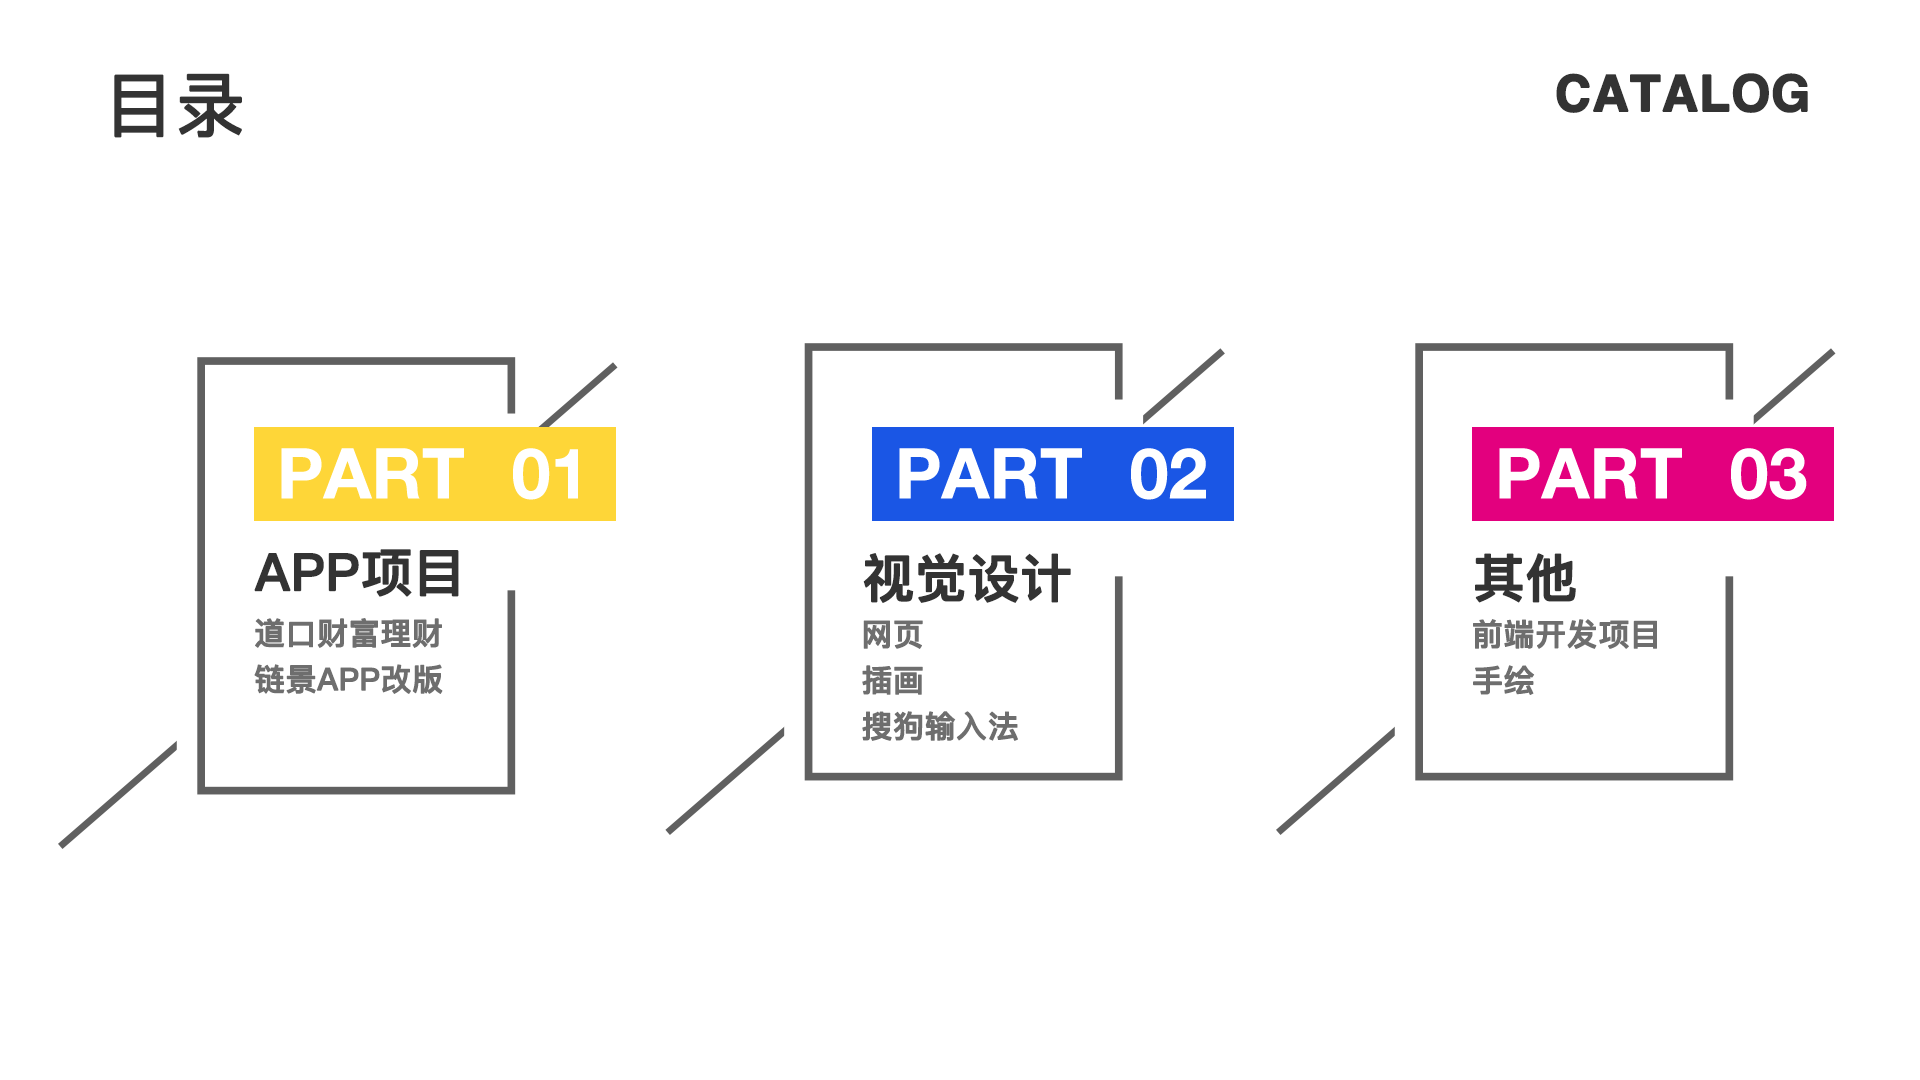 目录
CATALOG
PART 01
APP项目
道口财富理财
链景APP改版
PART 02
视觉设计
网页
插画
搜狗输入法
PART 03
其他
前端开发项目
手绘